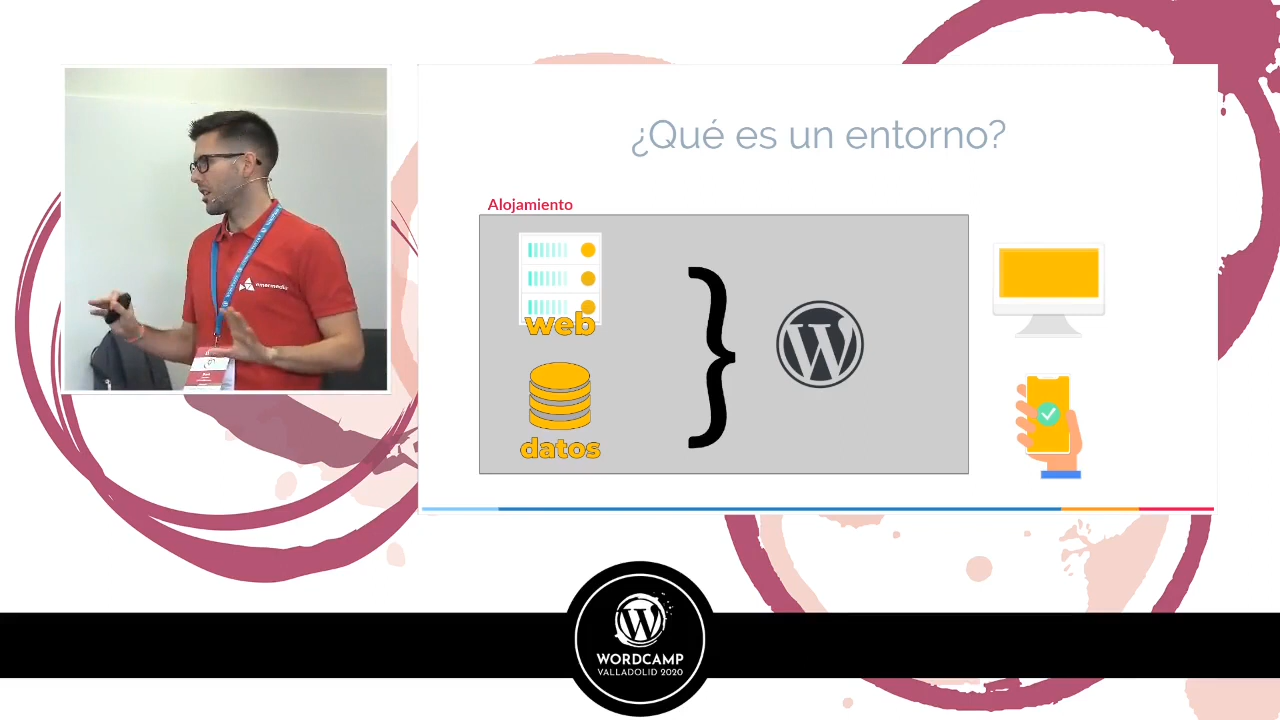 ¿Qué es un entorno?
Alojamiento
web
datos
WORDCAMP
VALLADOLID 2020